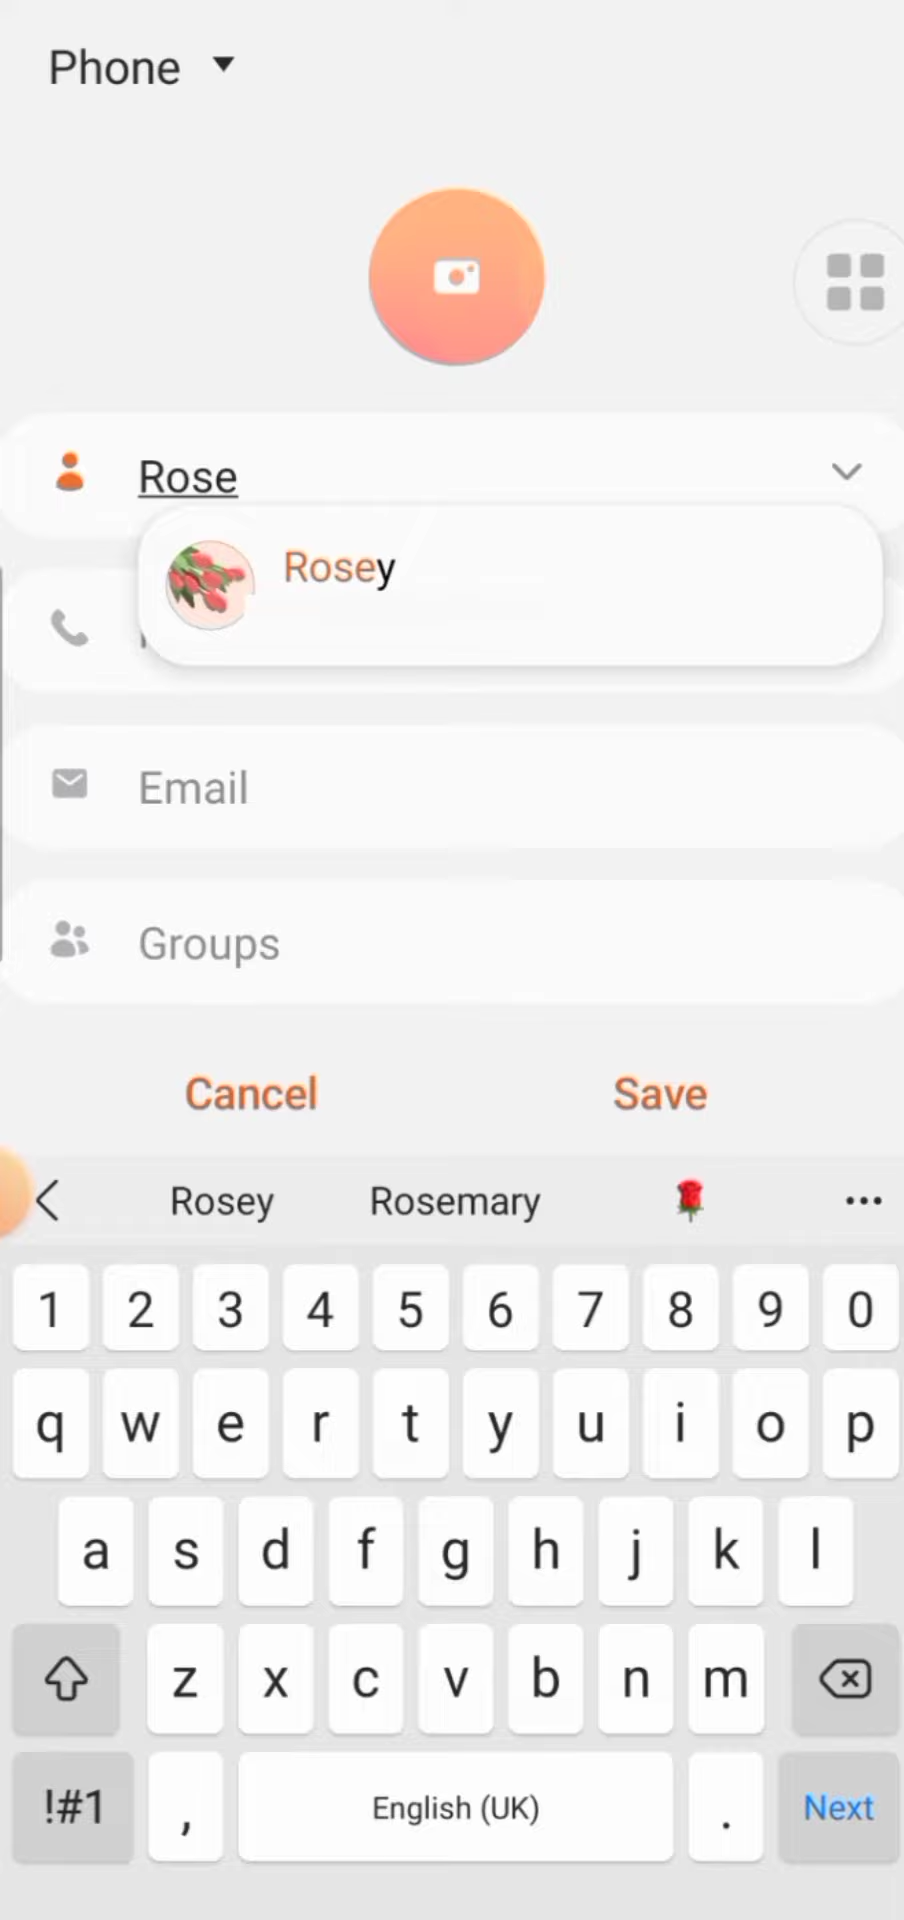 Phone
Rose
Rosey
Email
Groups
Cancel Save
Rosey Rosemary
1 2 3 4 5 6 7 8 9 0
q w e r t y u i o p
a s d f g h j k l
z x c v b n m
!#1 , English (UK) . Next